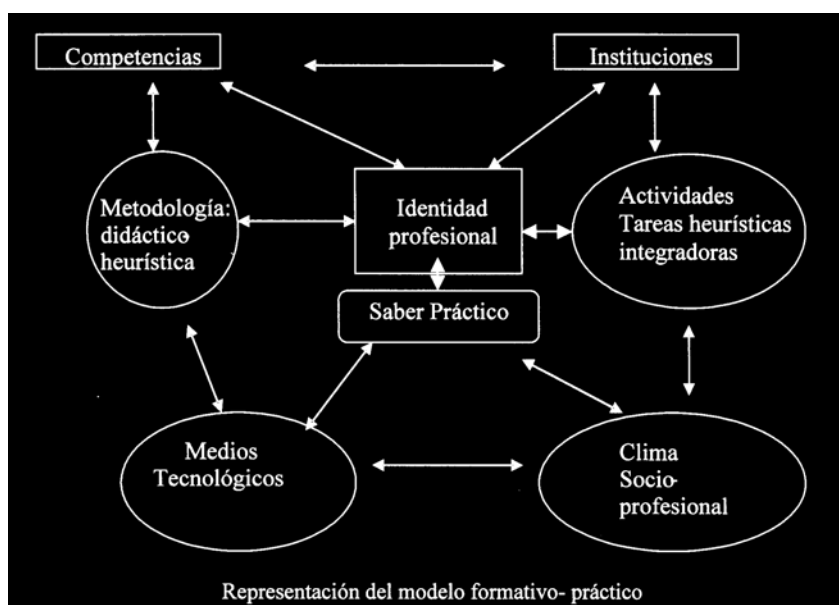 Competencias
Instituciones
Metodología:
didáctico-
heurística
Identidad
profesional
Actividades
Tareas heurísticas
integradoras
Saber Práctico
Medios
Tecnológicos
Clima
Socio-
profesional
Representación del modelo formativo- práctico